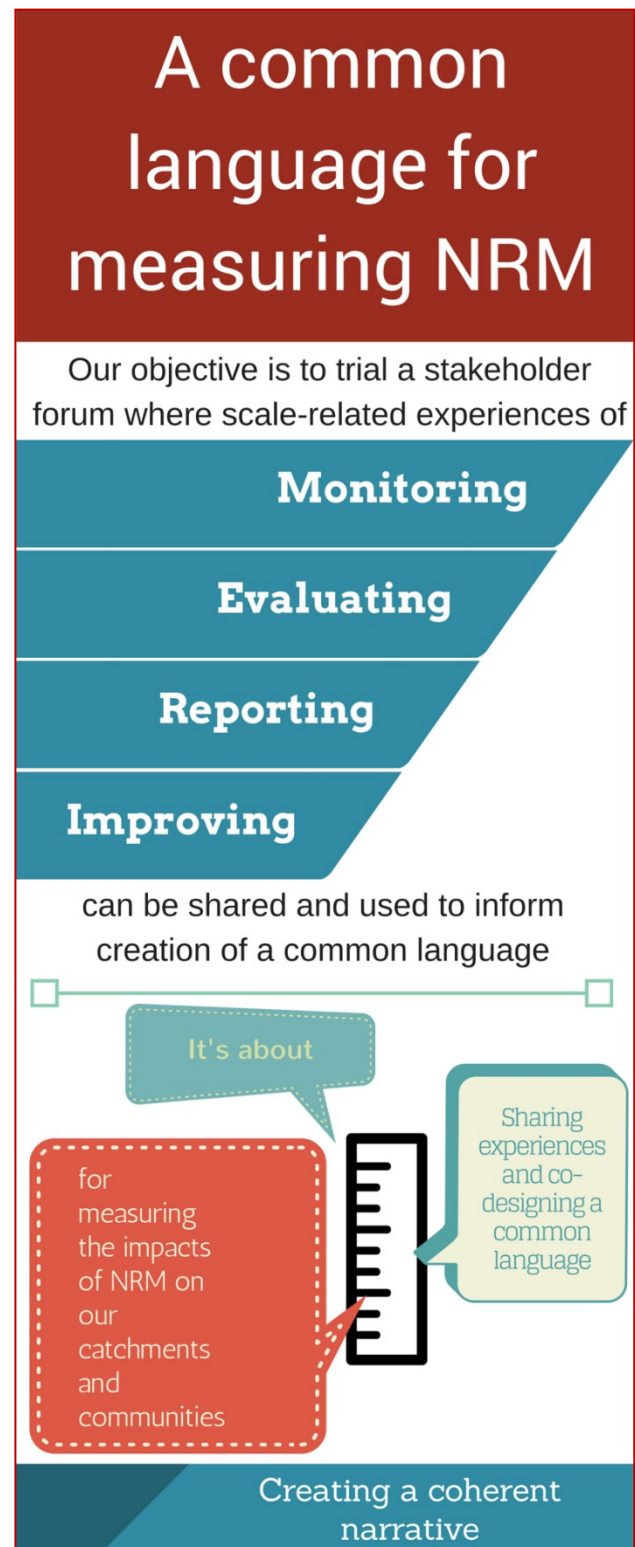 A common
language for
measuring NRM
Our objective is to trial a stakeholder
forum where scale-related experiences of
Monitoring
Evaluating
Reporting
Improving
can be shared and used to inform
creation of a common language
It's about
Sharing
experiences
and co-
designing a
common
language
for
measuring
the impacts
of NRM on
our
catchments
and
communities
Creating a coherent
narrative